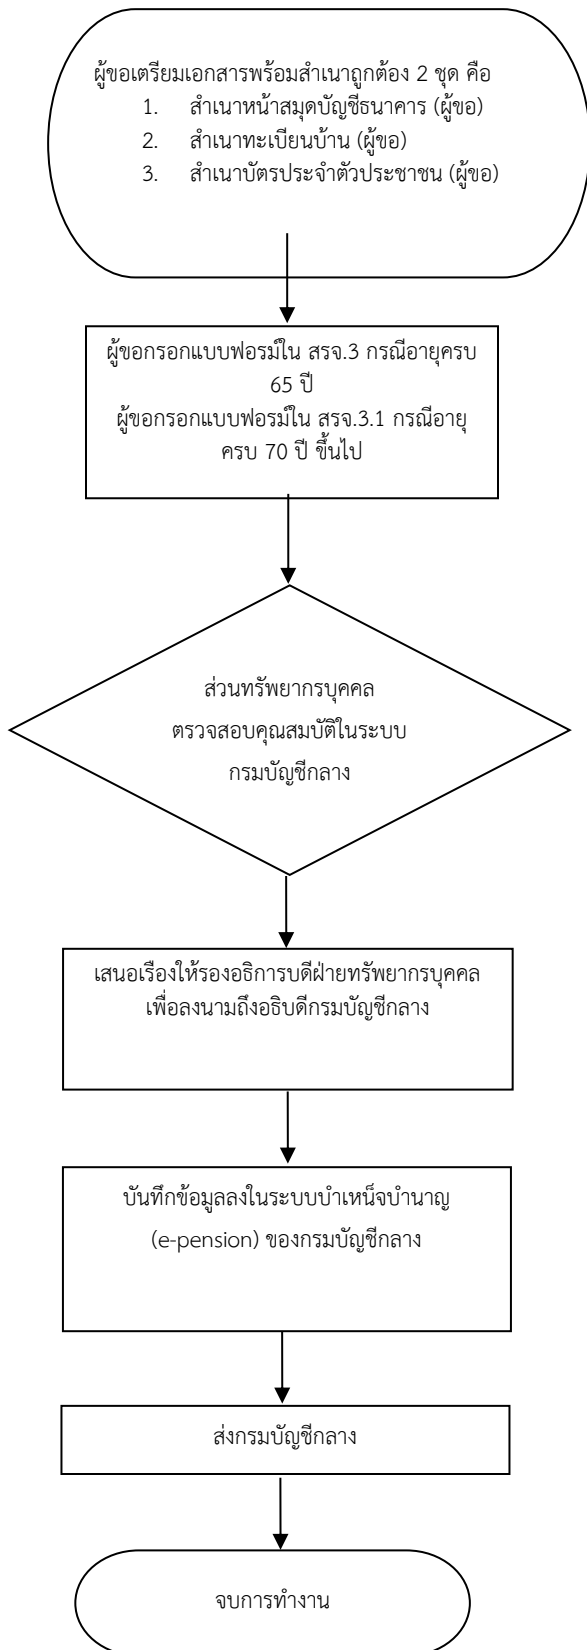 ผู้ขอเตรียมเอกสารพร้อมสำเนาถูกต้อง 2 ชุด คือ
1. สำเนาหน้าสมุดบัญชีธนาคาร (ผู้ขอ)
2. สำเนาทะเบียนบ้าน (ผู้ขอ)
3. สำเนาบัตรประจำตัวประชาชน (ผู้ขอ)
ผู้ขอกรอกแบบฟอรม์ใน สรจ.3 กรณีอายุครบ
65 ปี
ผู้ขอกรอกแบบฟอรม์ใน สรจ.3.1 กรณีอายุ
ครบ 70 ปี ขึ้นไป
ส่วนทรัพยากรบุคคล
ตรวจสอบคุณสมบัติในระบบ
กรมบัญชีกลาง
เสนอเรื่องให้รองอธิการบดีฝ่ายทรัพยากรบุคคล
เพื่อลงนามถึงอธิบดีกรมบัญชีกลาง
บันทึกข้อมูลลงในระบบบำเหน็จบำนาญ
(e-pension) ของกรมบัญชีกลาง
ส่งกรมบัญชีกลาง
จบการทำงาน